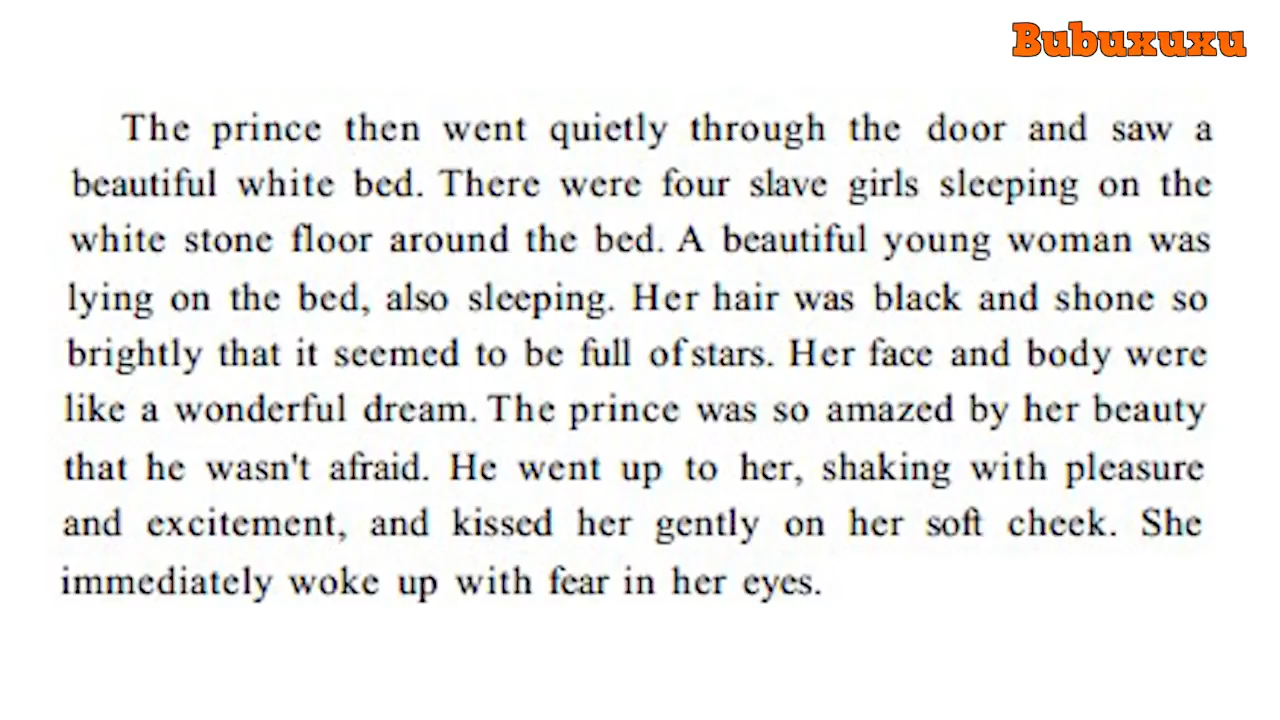 Bubuxuxu
The prince then went quietly through the door and saw a
beautiful white bed. There were four slave girls sleeping on the
white stone floor around the bed. A beautiful young woman was
lying on the bed, also sleeping. Her hair was black and shone so
brightly that it seemed to be full of stars. Her face and body were
like a wonderful dream. The prince was so amazed by her beauty
that he wasn't afraid. He went up to her, shaking with pleasure
and excitement, and kissed her gently on her soft cheek. She
immediately woke up with fear in her eyes.